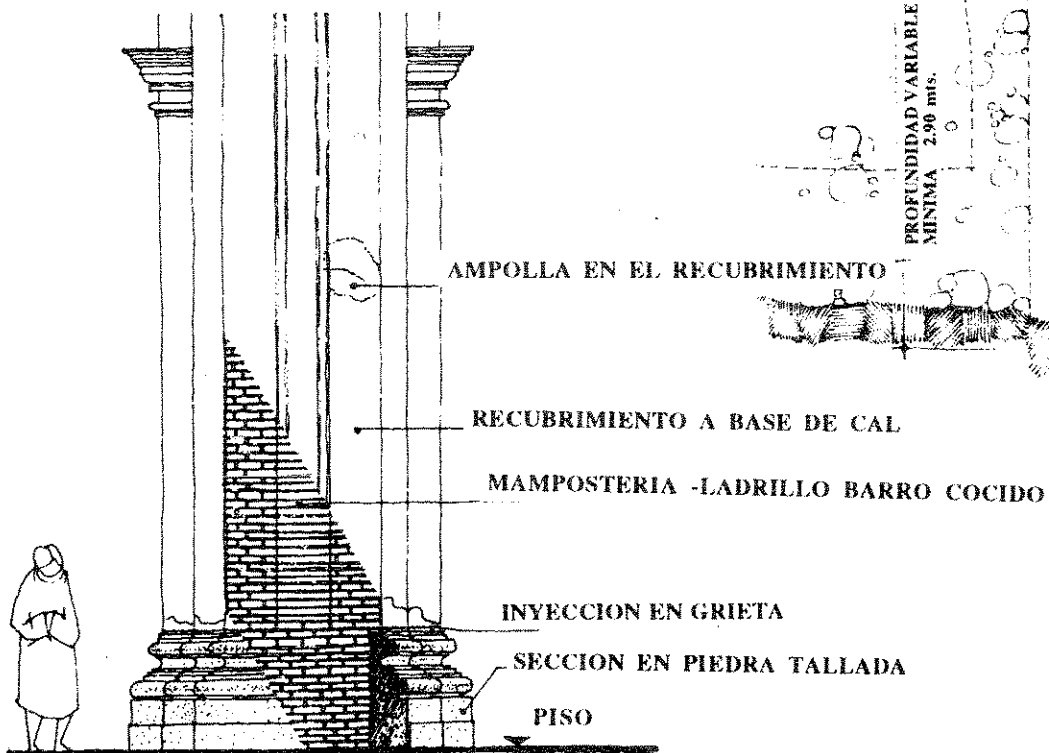 PROFUNDIDAD VARIABLE
MINIMA 2.90 mts.
AMPOLLA EN EL RECUBRIMIENTO
RECUBRIMIENTO A BASE DE CAL
MAMPOSTERIA -LADRILLO BARRO COCIDO
INYECCION EN GRIETA
SECCION EN PIEDRA TALLADA
PISO